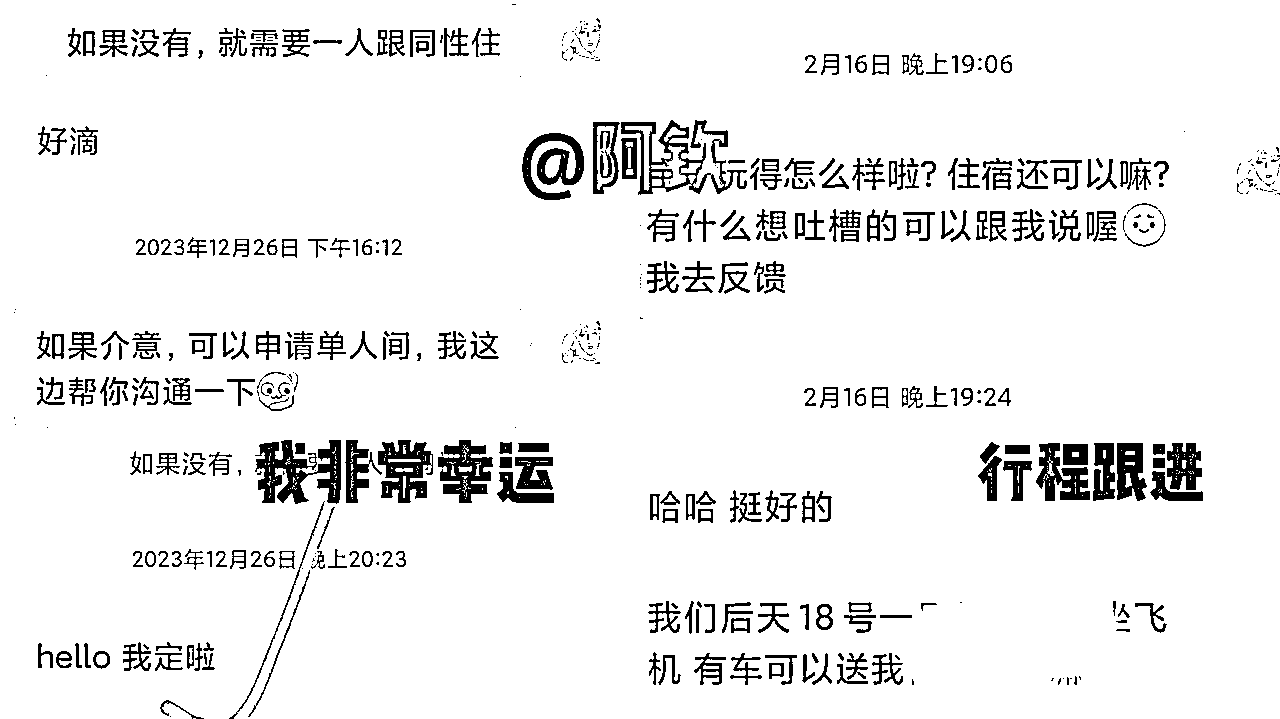 如果没有，就需要一人跟同性住
好滴
2023年12月26日 下午16:12
如果介意，可以申请单人间，我这
边帮你沟通一下
如果没有，
我非常幸运
2023年12月26日 晚上20:23
hello 我定啦
@阿钦
2月16日 晚上19:06
玩得怎么样啦？住宿还可以嘛？
有什么想吐槽的可以跟我说喔
我去反馈
2月16日 晚上19:24
行程跟进
哈哈 挺好的
我们后天18号一
飞
机 有车可以送我